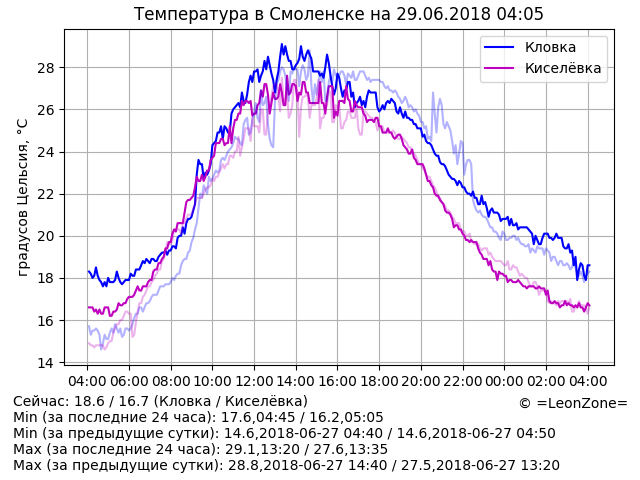 Температура в Смоленске на 29.06.2018 04:05
Кловка
Киселёвка
градусов Цельсия, °C
28
26
24
22
20
18
16
14
04:00 06:00 08:00 10:00 12:00 14:00 16:00 18:00 20:00 22:00 00:00 02:00 04:00
Сейчас: 18.6 / 16.7 (Кловка / Киселёвка)
© =LeonZone=
Min (за последние 24 часа): 17.6,04:45 / 16.2,05:05
Min (за предыдущие сутки): 14.6,2018-06-27 04:40 / 14.6,2018-06-27 04:50
Max (за последние 24 часа): 29.1,13:20 / 27.6,13:35
Max (за предыдущие сутки): 28.8,2018-06-27 14:40 / 27.5,2018-06-27 13:20